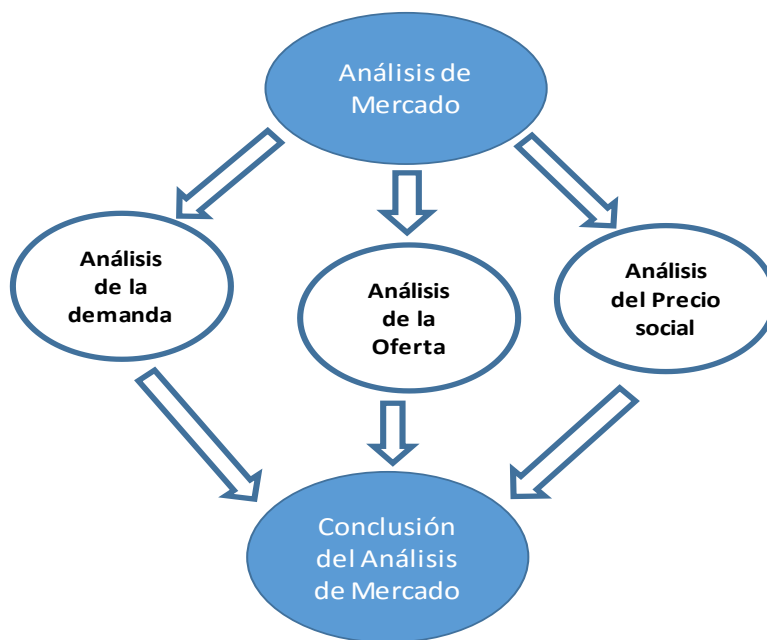 Análisis de
Mercado
Análisis
de la
demanda
Análisis
de la
Oferta
Análisis
del Precio
social
Conclusión
del Análisis
de Mercado